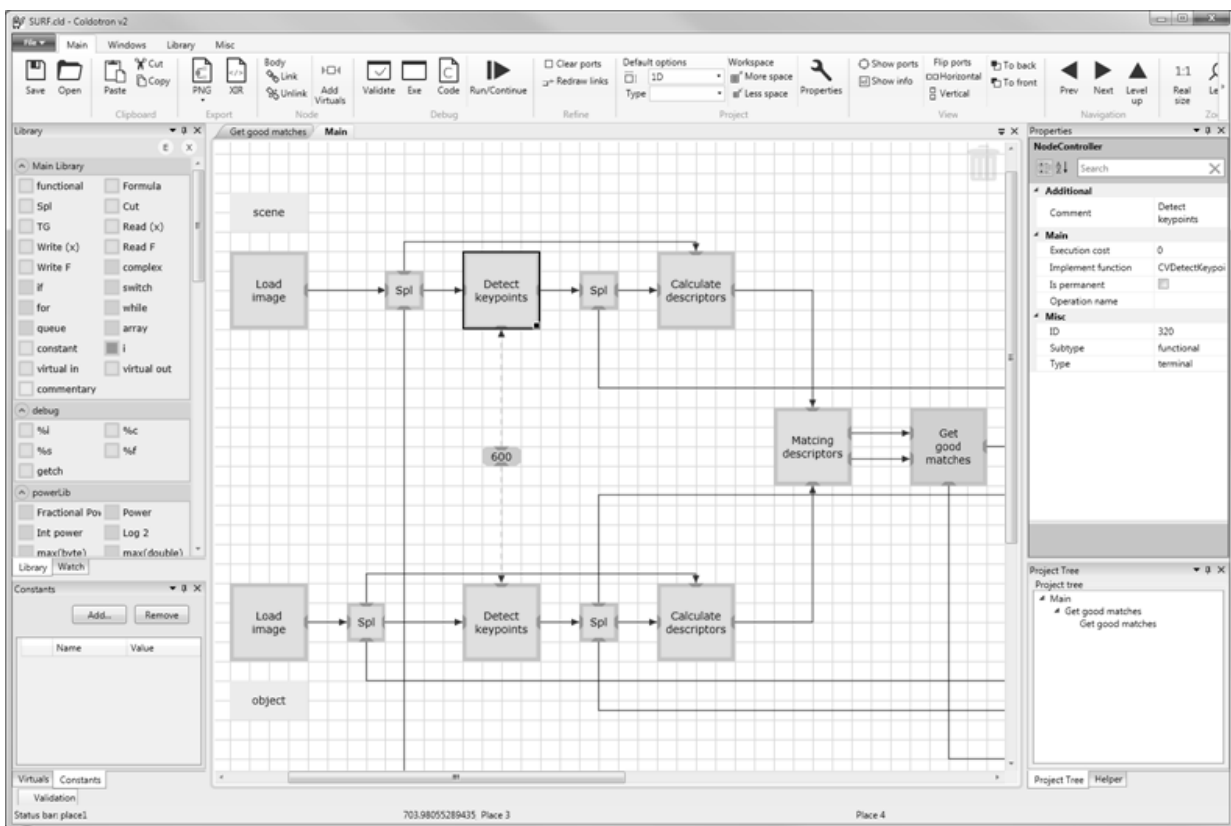 SURF.cld - Coldotron v2
File Main Windows Library Misc
Save Open Paste Cut Copy
Clipboard
PNG XIR
Export
Body
Link
Unlink
Add Virtuals
Node
Validate Exe Code Run/Continue
Debug
Clear ports
Redraw links
Refine
Default options
1D
Type
Workspace
More space
Less space
Properties
Project
Show ports
Show info
Flip ports
Horizontal
Vertical
To back
To front
View
Prev Next Level up
Navigation
1:1
Real size
Le
Zo
Library
E X
Main Library
functional Formula
Spl Cut
TG Read (x)
Write (x) Read F
Write F complex
if switch
for while
queue array
constant i
virtual in virtual out
commentary
debug
%i %c
%s %f
getch
powerLib
Fractional Pov Power
Int power Log 2
max(byte) max(double)
Library Watch
Constants
Add... Remove
Name Value
Virtuals Constants
Validation
Get good matches Main
scene
Load
image
Spl
Detect
keypoints
Spl
Calculate
descriptors
600
Matcing
descriptors
Get
good
matches
Load
image
Spl
Detect
keypoints
Spl
Calculate
descriptors
object
Properties
NodeController
Search
Additional
Comment Detect keypoints
Main
Execution cost 0
Implement function CVDetectKeypoi
Is permanent
Operation name
Misc
ID 320
Subtype functional
Type terminal
Project Tree
Project tree
Main
Get good matches
Get good matches
Project Tree Helper
Status bar: place1 703.98055289435 Place 3 Place 4